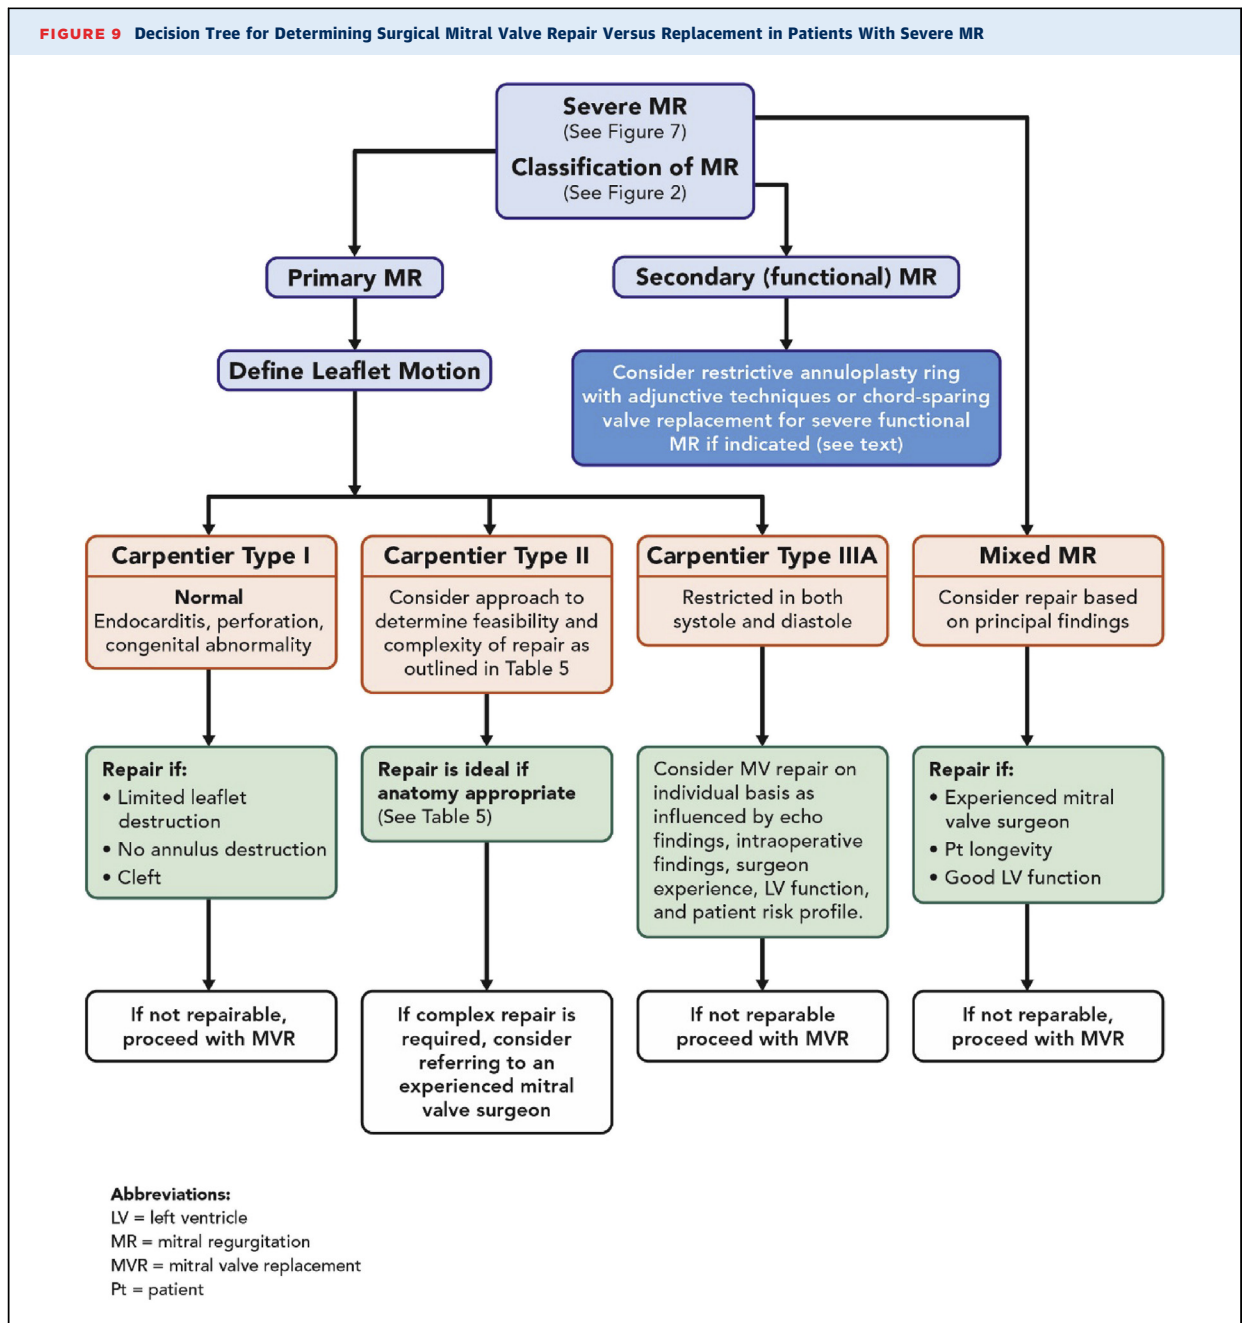 FIGURE 9 Decision Tree for Determining Surgical Mitral Valve Repair Versus Replacement in Patients With Severe MR
Severe MR
(See Figure 7)
Classification of MR
(See Figure 2)
Primary MR
Secondary (functional) MR
Define Leaflet Motion
Consider restrictive annuloplasty ring
with adjunctive techniques or chord-sparing
valve replacement for severe functional
MR if indicated (see text)
Carpentier Type I
Normal
Endocarditis, perforation,
congenital abnormality
Carpentier Type II
Consider approach to
determine feasibility and
complexity of repair as
outlined in Table 5
Carpentier Type IIIA
Restricted in both
systole and diastole
Mixed MR
Consider repair based
on principal findings
Repair if:
• Limited leaflet
destruction
• No annulus destruction
• Cleft
Repair is ideal if
anatomy appropriate
(See Table 5)
Consider MV repair on
individual basis as
influenced by echo
findings, intraoperative
findings, surgeon
experience, LV function,
and patient risk profile.
Repair if:
• Experienced mitral
valve surgeon
• Pt longevity
• Good LV function
If not repairable,
proceed with MVR
If complex repair is
required, consider
referring to an
experienced mitral
valve surgeon
If not reparable
proceed with MVR
If not reparable,
proceed with MVR
Abbreviations:
LV = left ventricle
MR = mitral regurgitation
MVR = mitral valve replacement
Pt = patient